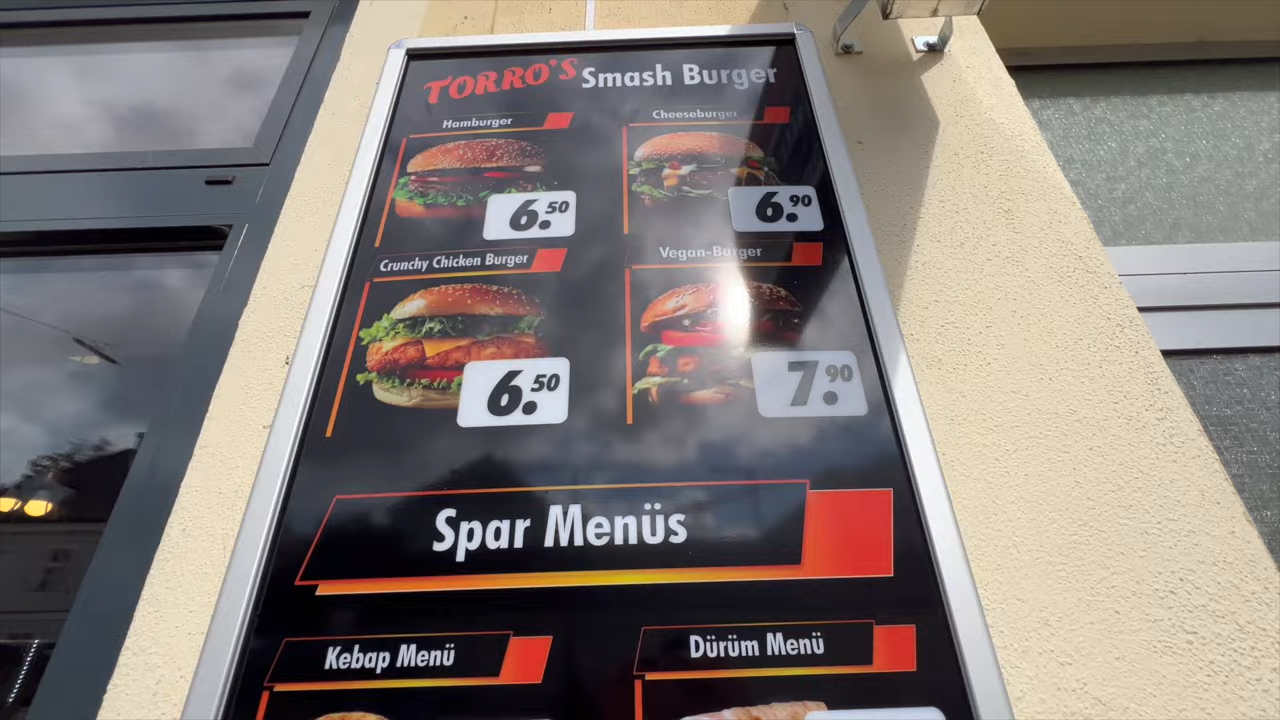 TORRO'S Smash Burger
Hamburger
6.50
Cheeseburger
6.90
Crunchy Chicken Burger
6.50
Vegan-Burger
7.90
Spar Menüs
Kebap Menü
Dürüm Menü